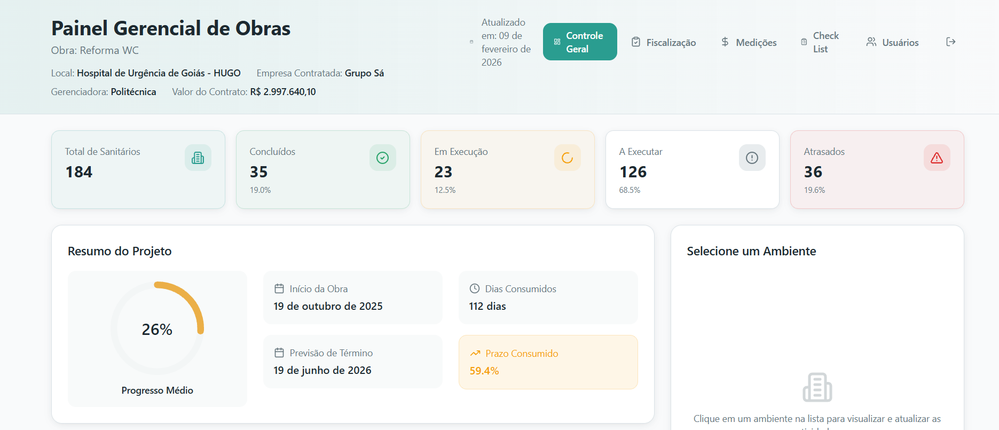 Painel Gerencial de Obras
Obra: Reforma WC
Local: Hospital de Urgência de Goiás - HUGO Empresa Contratada: Grupo Sá
Gerenciadora: Politécnica Valor do Contrato: R$ 2.997.640,10
Atualizado
em: 09 de
fevereiro de
2026
Controle
Geral
Fiscalização
Medições
Check
List
Usuários
Total de Sanitários
184
Concluídos
35
19.0%
Em Execução
23
12.5%
A Executar
126
68.5%
Atrasados
36
19.6%
Resumo do Projeto
26%
Progresso Médio
Início da Obra
19 de outubro de 2025
Dias Consumidos
112 dias
Previsão de Término
19 de junho de 2026
Prazo Consumido
59.4%
Selecione um Ambiente
Clique em um ambiente na lista para visualizar e atualizar as